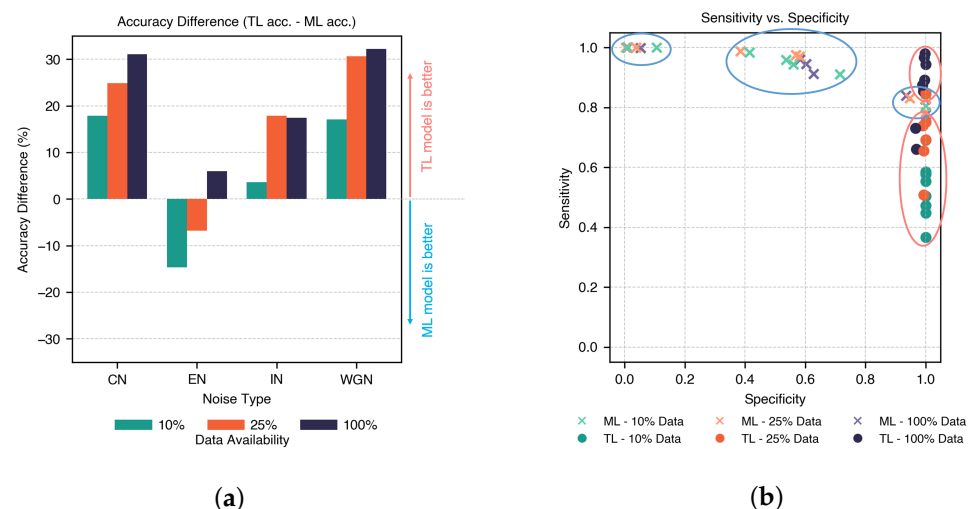 Accuracy Difference (TL acc. - ML acc.)
Accuracy Difference (%)
30
20
10
0
−10
−20
−30
CN
EN
IN
WGN
Noise Type
TL model is better
ML model is better
10%
25%
100%
Data Availability
(a)
Sensitivity vs. Specificity
Sensitivity
1.0
0.8
0.6
0.4
0.2
0.0
0.0
0.2
0.4
0.6
0.8
1.0
Specificity
ML - 10% Data
ML - 25% Data
ML - 100% Data
TL - 10% Data
TL - 25% Data
TL - 100% Data
(b)